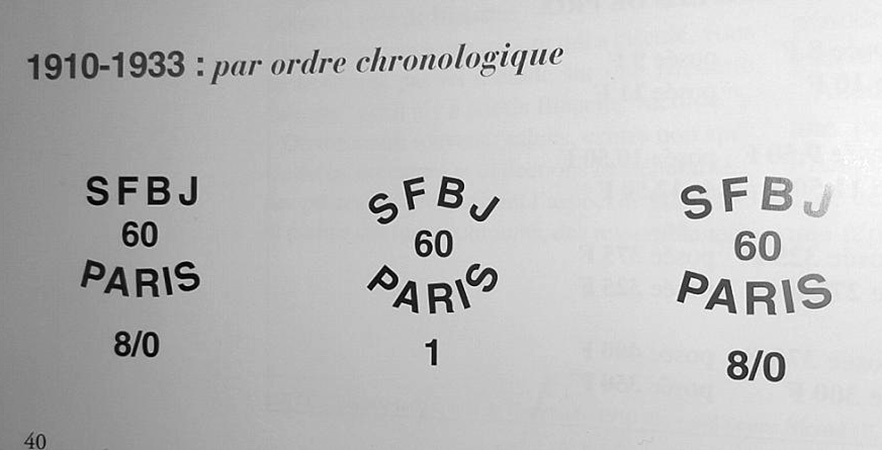 1910-1933 : par ordre chronologique
SFBJ
60
PARIS
8/0
SFBJ
60
PARIS
1
SFBJ
60
PARIS
8/0
40